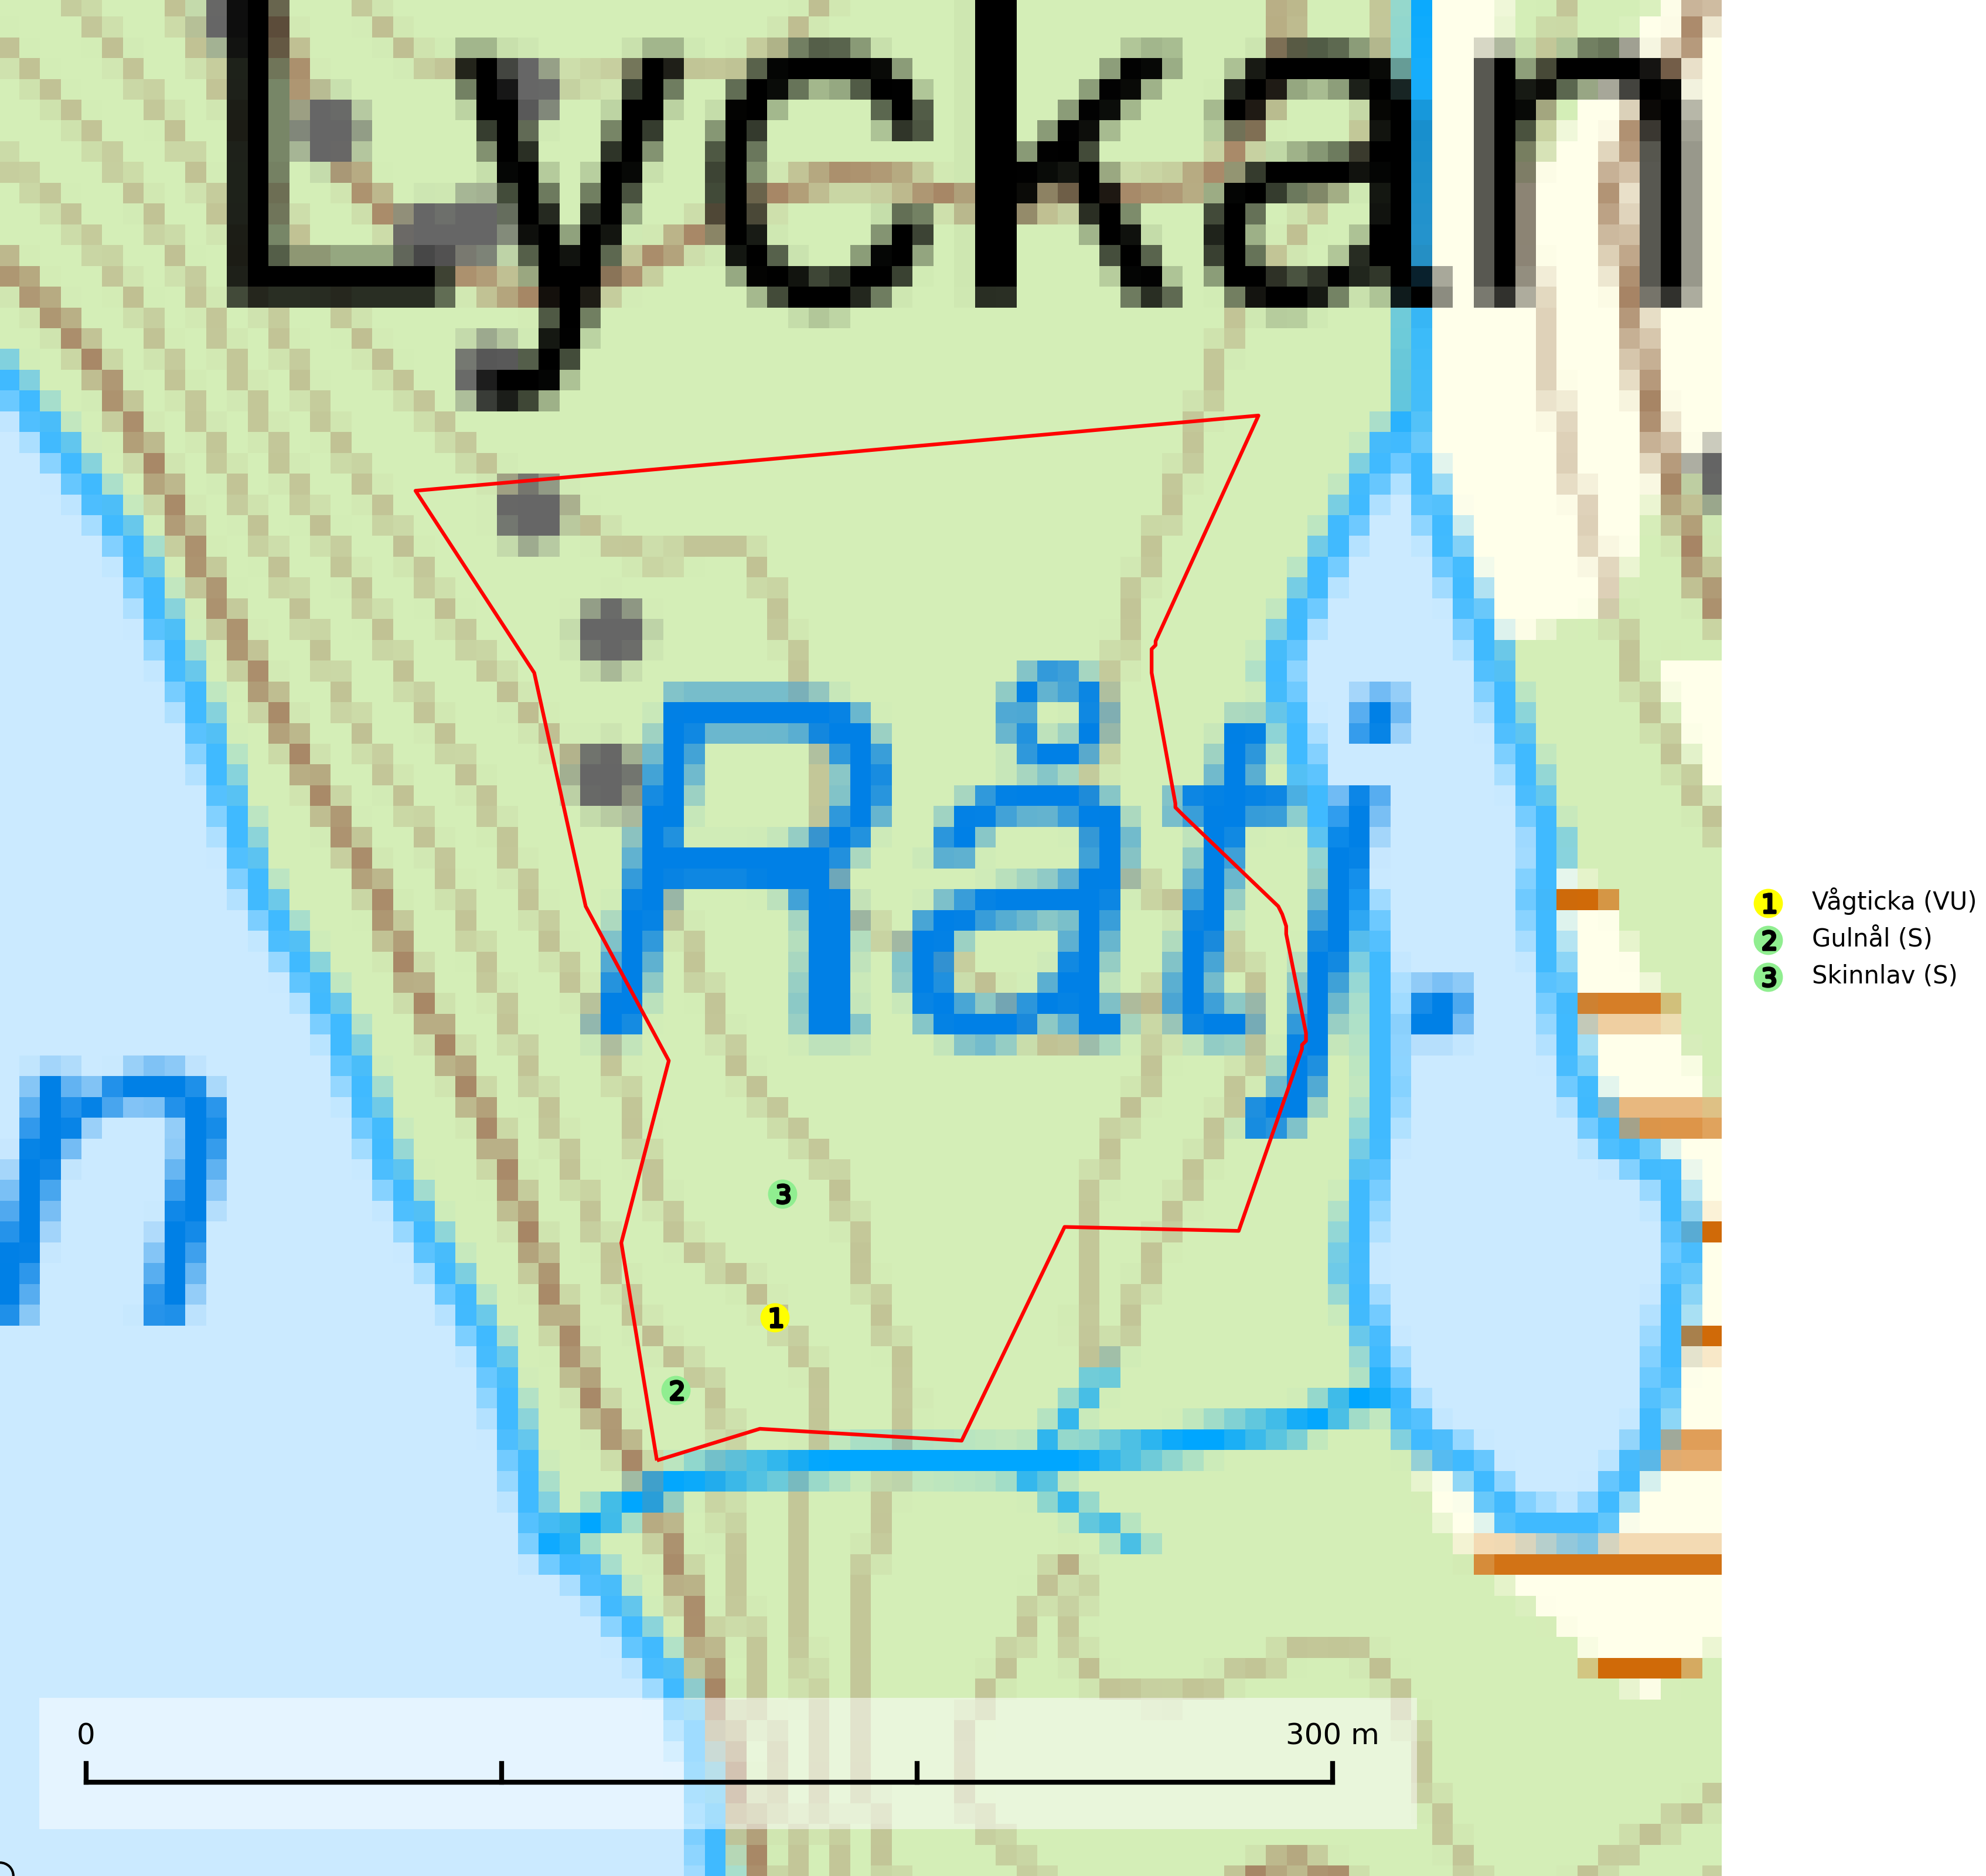 Lyckan
Råtj.
n
1 Vågticka (VU)
2 Gulnål (S)
3 Skinnlav (S)
3
1
2
0 300 m